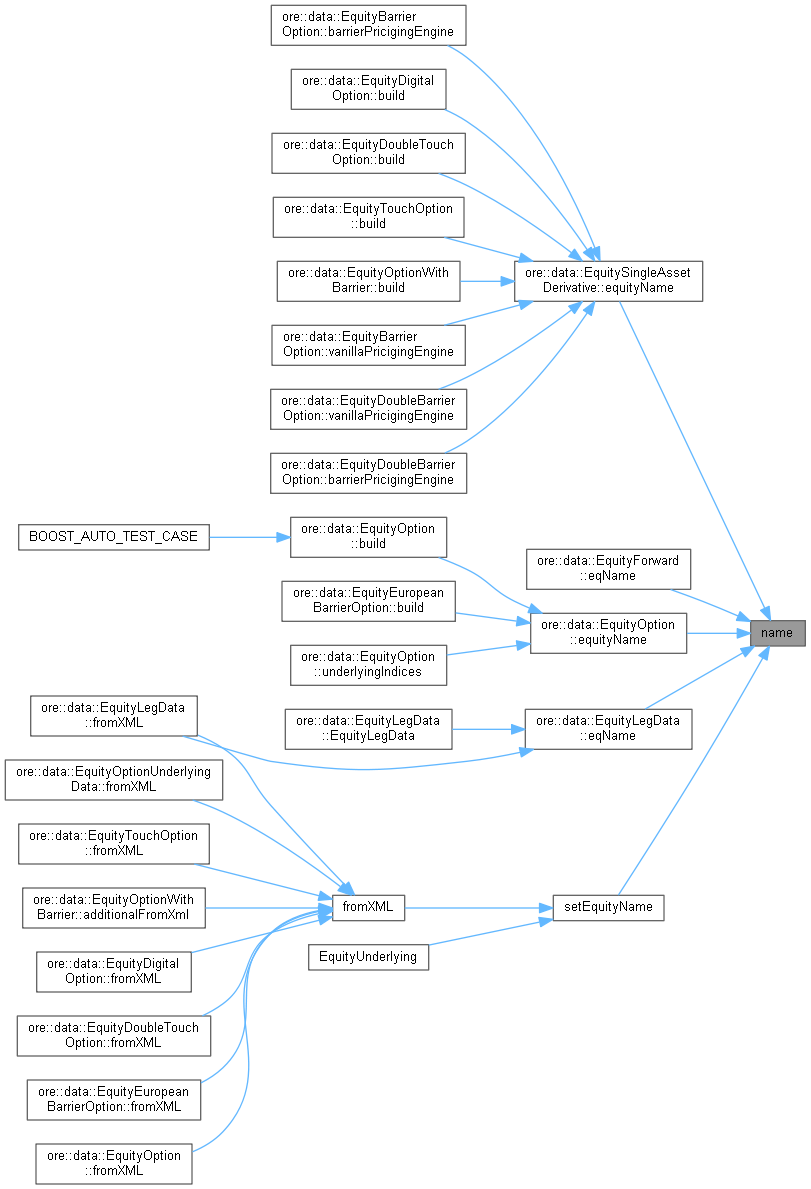 ore::data::EquityBarrier
Option::barrierPricigingEngine
ore::data::EquityDigital
Option::build
ore::data::EquityDoubleTouch
Option::build
ore::data::EquityTouchOption
::build
ore::data::EquityOptionWith
Barrier::build
ore::data::EquitySingleAsset
Derivative::equityName
ore::data::EquityBarrier
Option::vanillaPricigingEngine
ore::data::EquityDoubleBarrier
Option::vanillaPricigingEngine
ore::data::EquityDoubleBarrier
Option::barrierPricigingEngine
BOOST_AUTO_TEST_CASE
ore::data::EquityOption
::build
ore::data::EquityForward
::eqName
ore::data::EquityEuropean
BarrierOption::build
ore::data::EquityOption
::equityName
name
ore::data::EquityOption
::underlyingIndices
ore::data::EquityLegData
::fromXML
ore::data::EquityLegData
::EquityLegData
ore::data::EquityLegData
::eqName
ore::data::EquityOptionUnderlying
Data::fromXML
ore::data::EquityTouchOption
::fromXML
ore::data::EquityOptionWith
Barrier::additionalFromXml
fromXML
setEquityName
EquityUnderlying
ore::data::EquityDigital
Option::fromXML
ore::data::EquityDoubleTouch
Option::fromXML
ore::data::EquityEuropean
BarrierOption::fromXML
ore::data::EquityOption
::fromXML